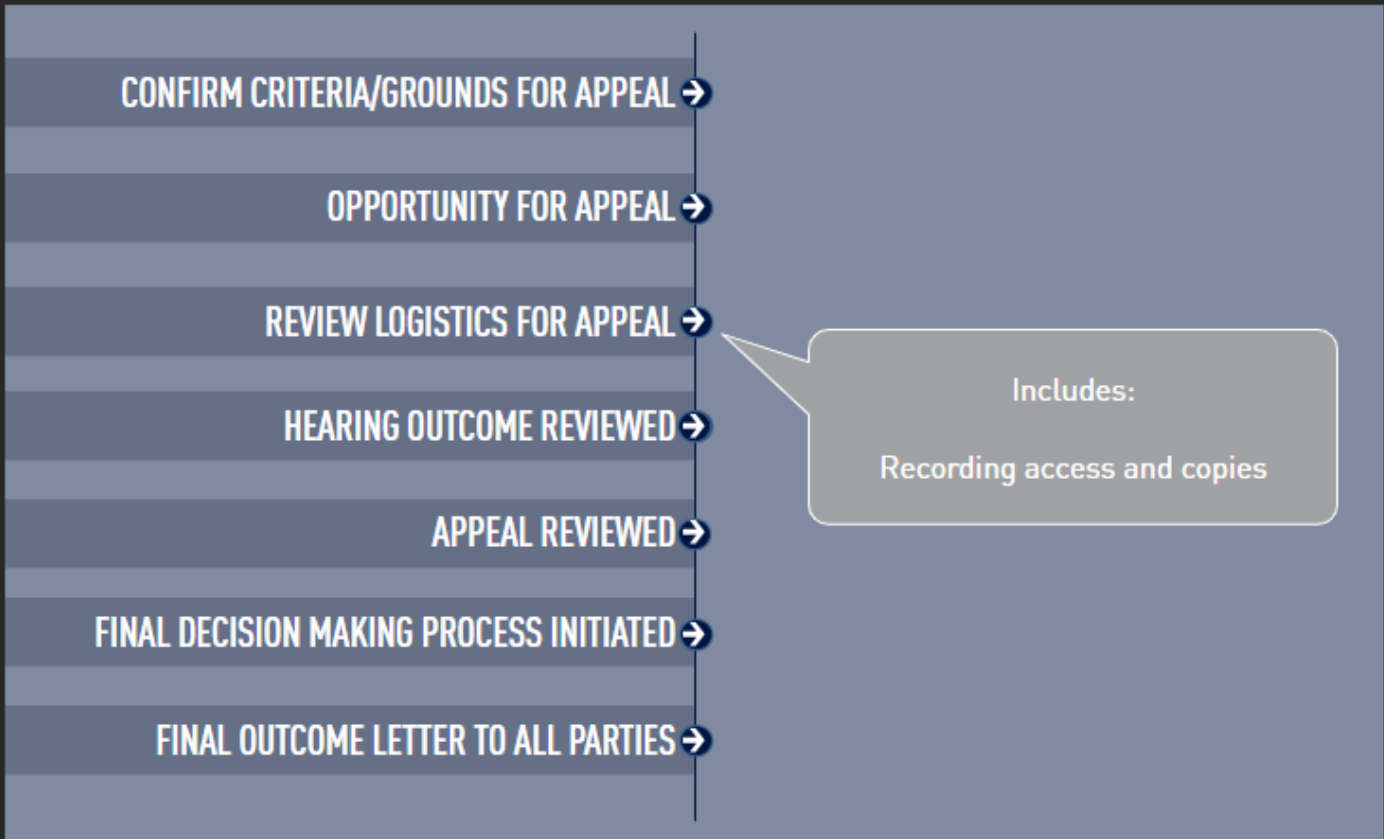 CONFIRM CRITERIA/GROUNDS FOR APPEAL
OPPORTUNITY FOR APPEAL
REVIEW LOGISTICS FOR APPEAL
Includes:
Recording access and copies
HEARING OUTCOME REVIEWED
APPEAL REVIEWED
FINAL DECISION MAKING PROCESS INITIATED
FINAL OUTCOME LETTER TO ALL PARTIES